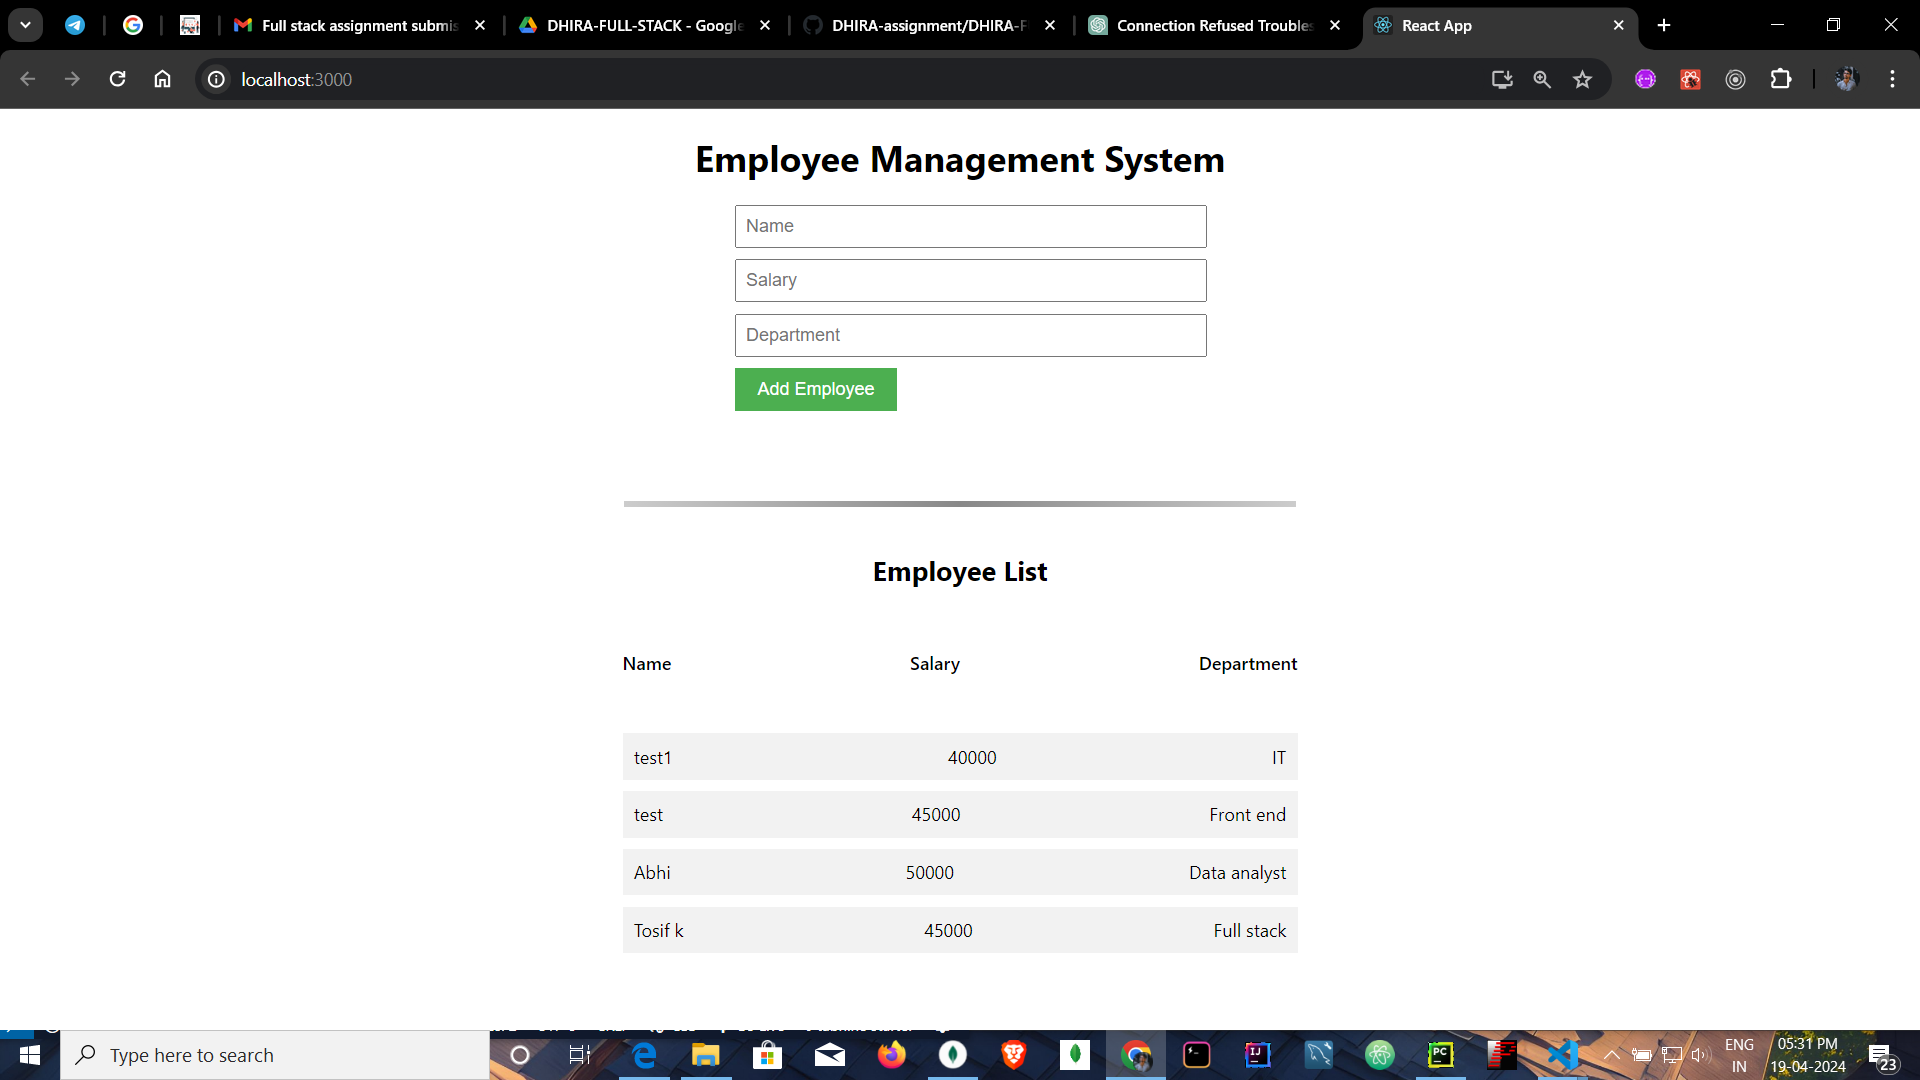 Full stack assignment submis
DHIRA-FULL-STACK - Google
DHIRA-assignment/DHIRA-F
Connection Refused Troubles
React App
localhost:3000
Employee Management System
Name
Salary
Department
Add Employee
Employee List
Name Salary Department
test1 40000 IT
test 45000 Front end
Abhi 50000 Data analyst
Tosif k 45000 Full stack
Type here to search
ENG
IN
05:31 PM
19-04-2024
23